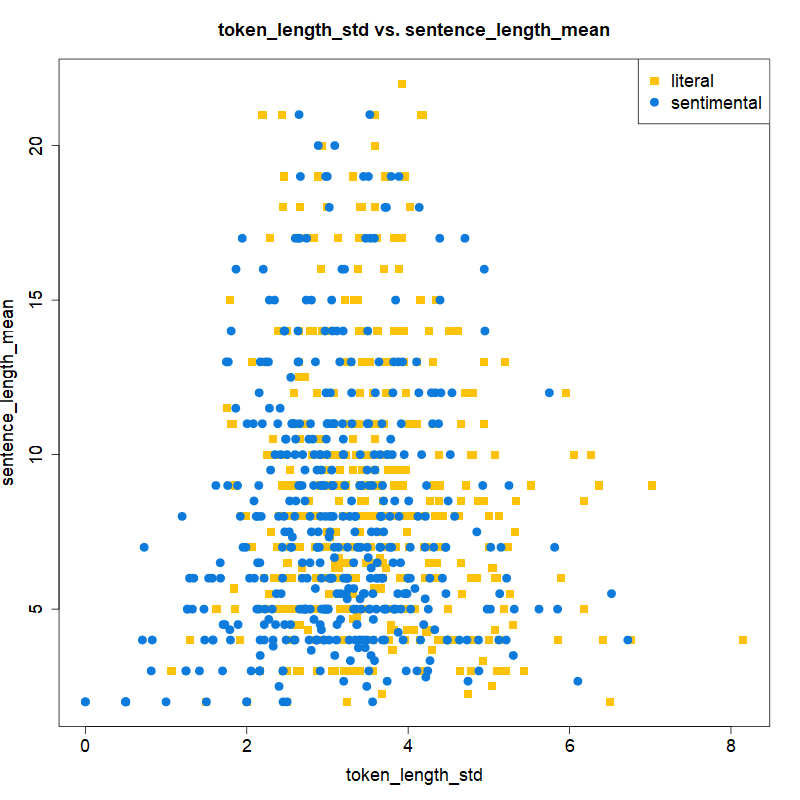 token_length_std vs. sentence_length_mean
literal
sentimental
20
15
10
5
sentence_length_mean
0 2 4 6 8
token_length_std